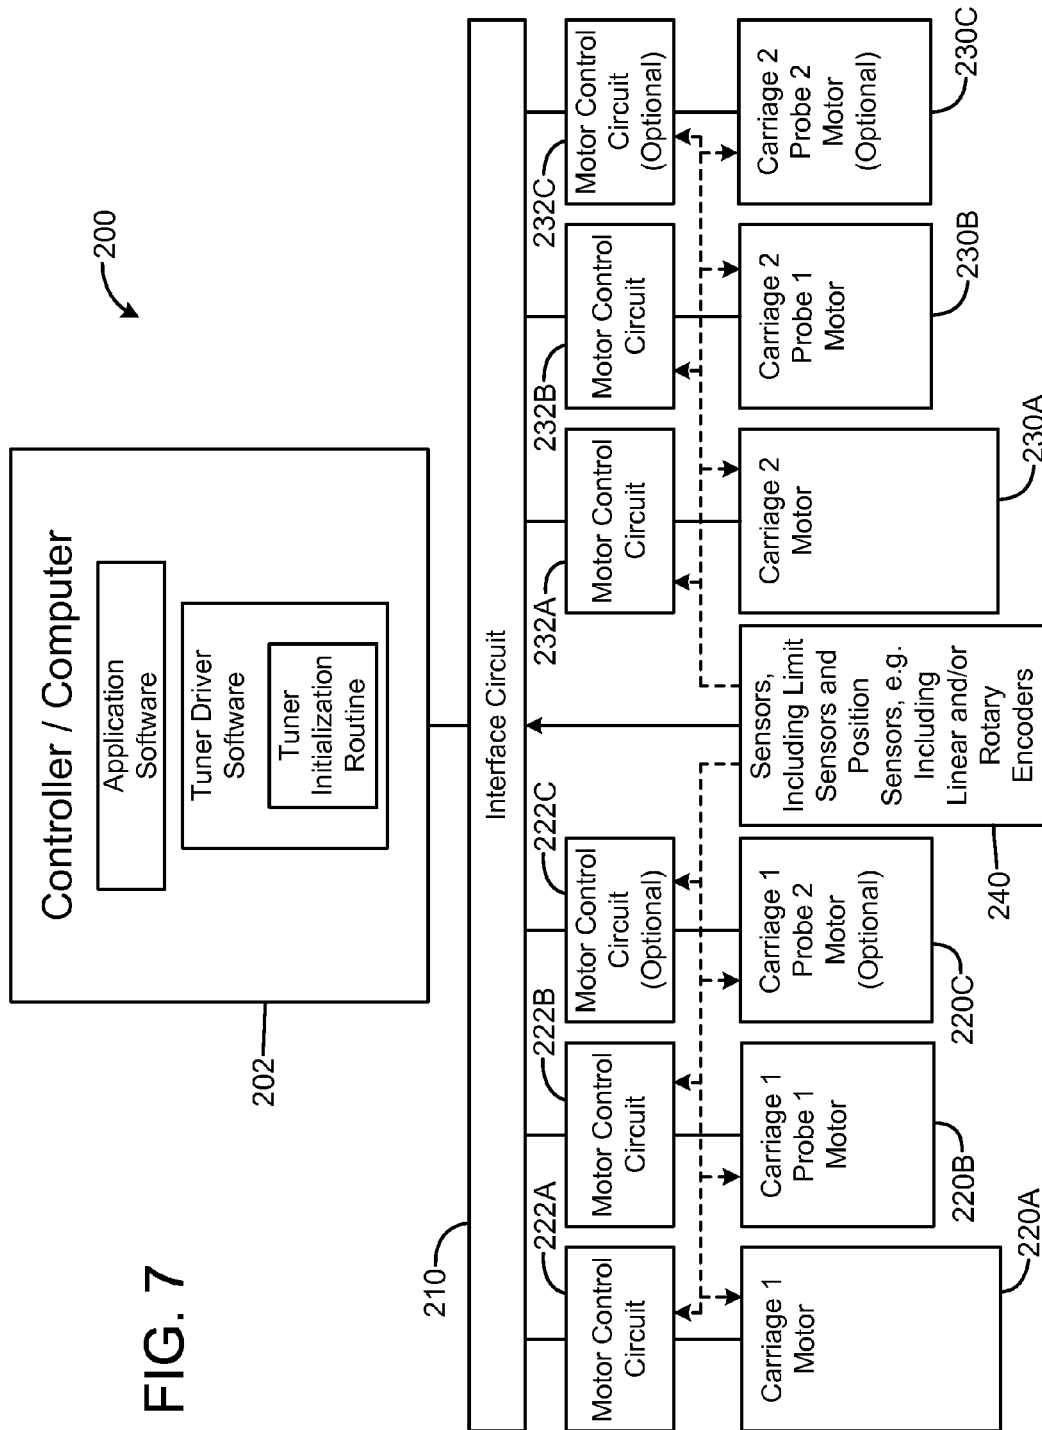 FIG. 7
200
Controller / Computer
Application
Software
Tuner Driver
Software
Tuner
Initialization
Routine
202
210
Interface Circuit
222A
Motor Control
Circuit
222B
Motor Control
Circuit
222C
Motor Control
Circuit
(Optional)
232A
Motor Control
Circuit
232B
Motor Control
Circuit
232C
Motor Control
Circuit
(Optional)
Carriage 1
Motor
220A
Carriage 1
Probe 1
Motor
220B
Carriage 1
Probe 2
Motor
(Optional)
220C
Sensors,
Including Limit
Sensors and
Position
Sensors, e.g.
Including
Linear and/or
Rotary
Encoders
240
Carriage 2
Motor
230A
Carriage 2
Probe 1
Motor
230B
Carriage 2
Probe 2
Motor
(Optional)
230C